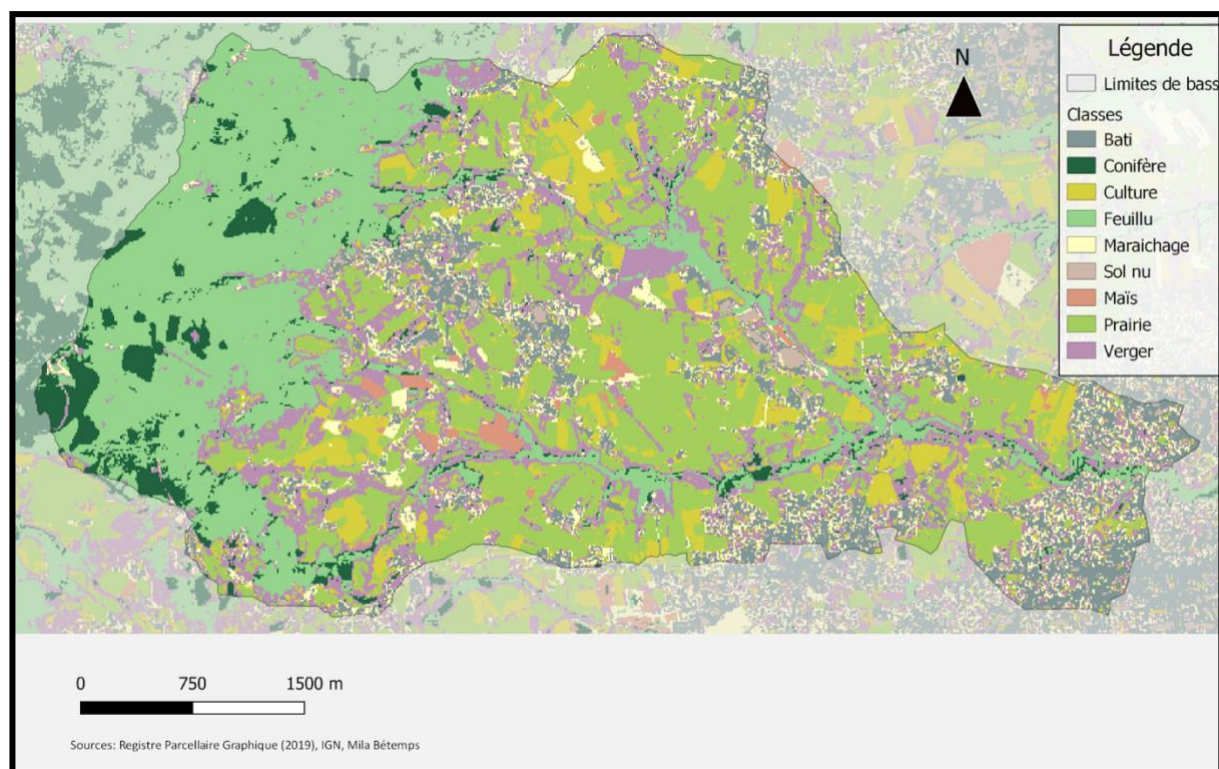 Légende
N
Limites de bass
Classes
Bati
Conifère
Culture
Feuillu
Maraichage
Sol nu
Maïs
Prairie
Verger
0 750 1500 m
Sources: Registre Parcellaire Graphique (2019), IGN, Mila Bétemps